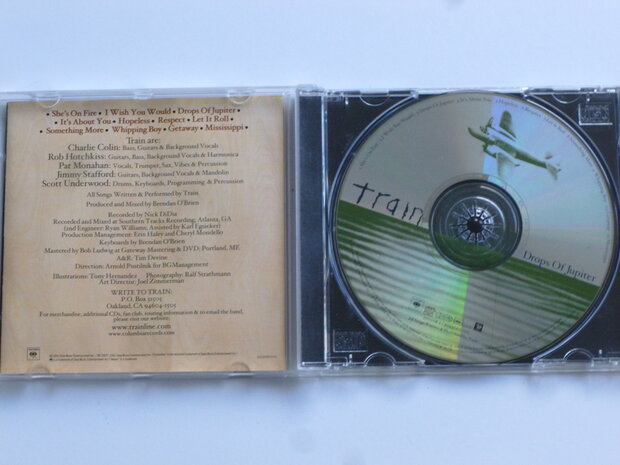 • She's On Fire • I Wish You Would • Drops Of Jupiter •
• It's About You • Hopeless • Respect • Let It Roll •
• Something More • Whipping Boy • Getaway • Mississippi •
Train are:
Charlie Colin: Bass, Guitars & Background Vocals
Rob Hotchkiss: Guitars, Bass, Background Vocals & Harmonica
Pat Monahan: Vocals, Trumpet, Sax, Vibes & Percussion
Jimmy Stafford: Guitars, Background Vocals & Mandolin
Scott Underwood: Drums, Keyboards, Programming & Percussion
All Songs Written & Performed by Train
Produced and Mixed by Brendan O'Brien
Recorded by Nick DiDia
Recorded and Mixed at Southern Tracks Recording; Atlanta, GA
(2nd Engineer: Ryan Williams; Assisted by Karl Egsieker)
Production Management: Erin Haley and Cheryl Mondello
Keyboards by Brendan O'Brien
Mastered by Bob Ludwig at Gateway Mastering & DVD; Portland, ME
A&R: Tim Devine
Direction: Arnold Pustilnik for BGManagement
Illustrations: Tony Hernandez Photography: Ralf Strathmann
Art Director: Josh Zimmerman
WRITE TO TRAIN:
P.O. Box
Oakland, CA 94604-1505
For merchandise, additional CDs, fan club, touring information & to email the band,
please visit our website:
www.trainline.com
www.columbiarecords.com
train
Drops Of Jupiter